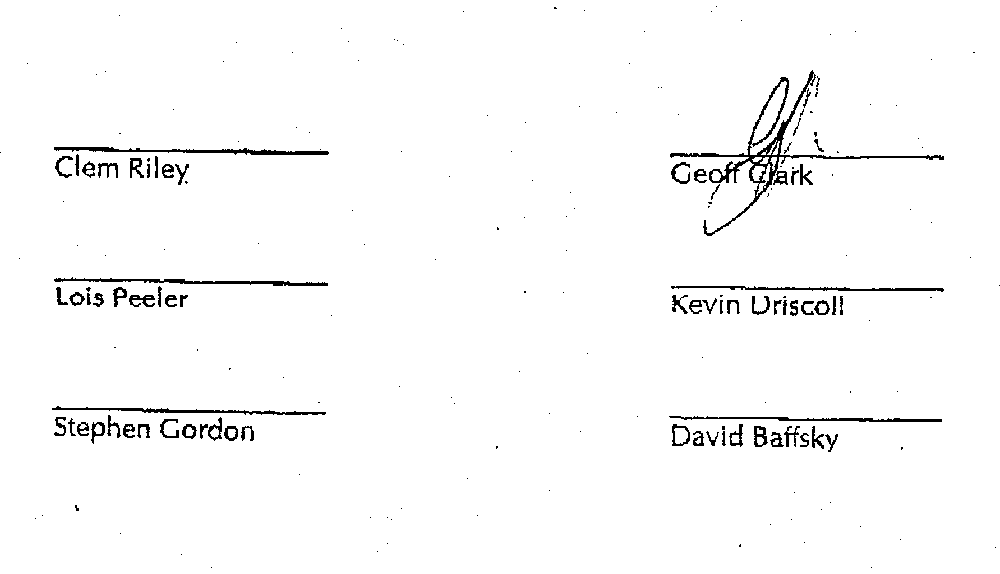 Clem Riley
Geoff Clark
Lois Peeler
Kevin Driscoll
Stephen Gordon
David Baffsky